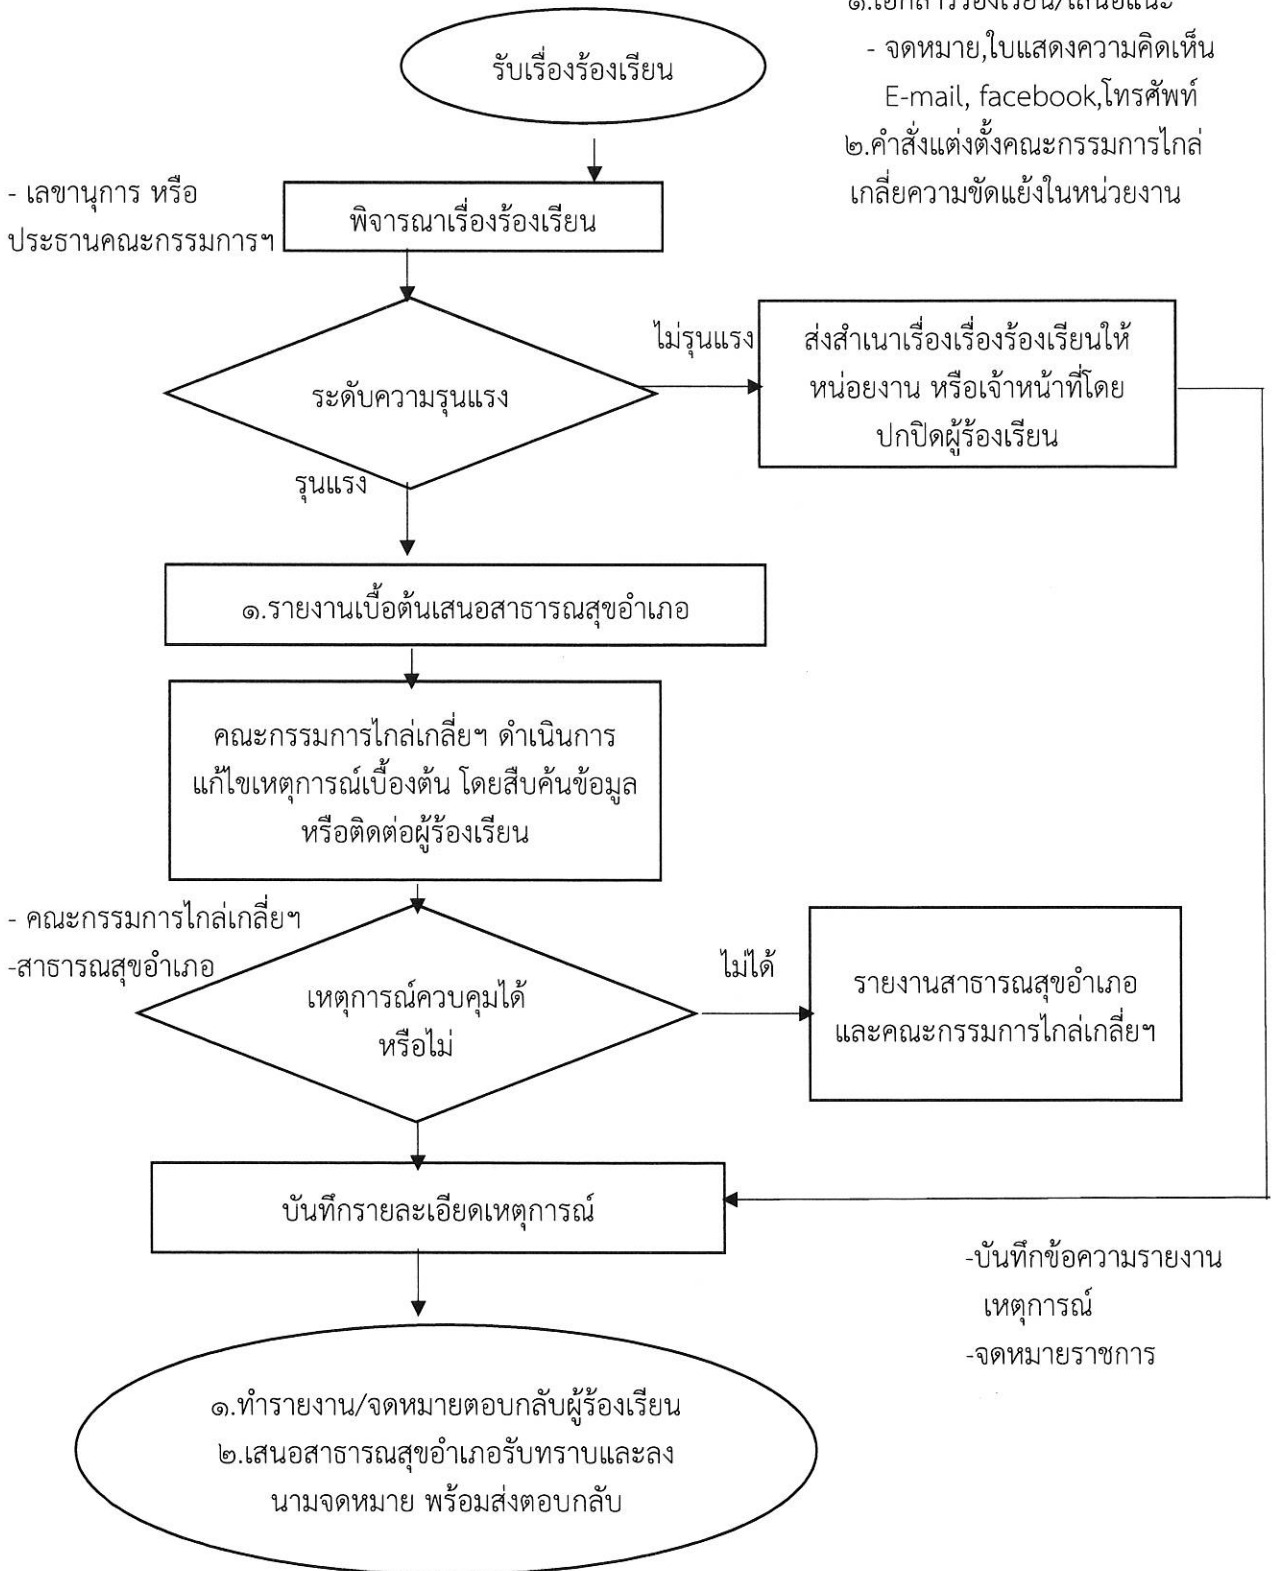 ๑.เอกสารร้องเรียน/เสนอแนะ
- จดหมาย,ใบแสดงความคิดเห็น
E-mail, facebook,โทรศัพท์
๒.คำสั่งแต่งตั้งคณะกรรมการไกล่
เกลี่ยความขัดแย้งในหน่วยงาน
รับเรื่องร้องเรียน
- เลขานุการ หรือ
ประธานคณะกรรมการฯ
พิจารณาเรื่องร้องเรียน
ระดับความรุนแรง
ไม่รุนแรง
ส่งสำเนาเรื่องเรื่องร้องเรียนให้
หน่อยงาน หรือเจ้าหน้าที่โดย
ปกปิดผู้ร้องเรียน
รุนแรง
๑.รายงานเบื้อต้นเสนอสาธารณสุขอำเภอ
คณะกรรมการไกล่เกลี่ยฯ ดำเนินการ
แก้ไขเหตุการณ์เบื้องต้น โดยสืบค้นข้อมูล
หรือติดต่อผู้ร้องเรียน
- คณะกรรมการไกล่เกลี่ยฯ
-สาธารณสุขอำเภอ
เหตุการณ์ควบคุมได้
หรือไม่
ไม่ได้
รายงานสาธารณสุขอำเภอ
และคณะกรรมการไกล่เกลี่ยฯ
บันทึกรายละเอียดเหตุการณ์
-บันทึกข้อความรายงาน
เหตุการณ์
-จดหมายราชการ
๑.ทำรายงาน/จดหมายตอบกลับผู้ร้องเรียน
๒.เสนอสาธารณสุขอำเภอรับทราบและลง
นามจดหมาย พร้อมส่งตอบกลับ